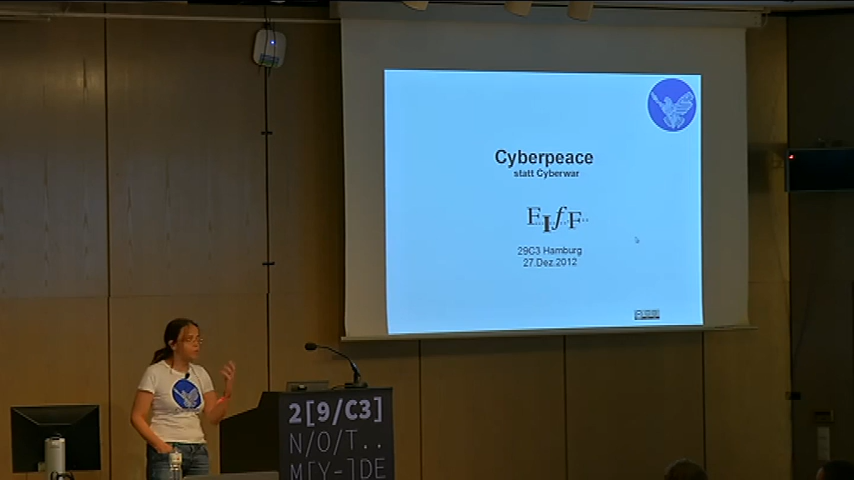 Cyberpeace
statt Cyberwar
FIfF
29C3 Hamburg
27.Dez.2012
2[9/C3]
N/O/T..
M[Y-]DE